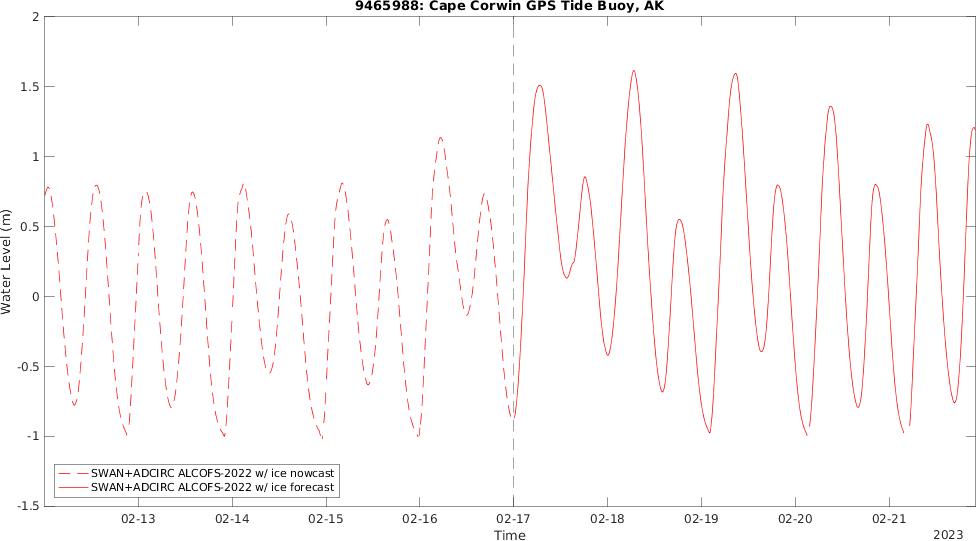 9465988: Cape Corwin GPS Tide Buoy, AK
2
1.5
1
0.5
0
-0.5
-1
-1.5
Water Level (m)
SWAN+ADCIRC ALCOFS-2022 w/ ice nowcast
SWAN+ADCIRC ALCOFS-2022 w/ ice forecast
02-13 02-14 02-15 02-16 02-17 02-18 02-19 02-20 02-21
Time
2023